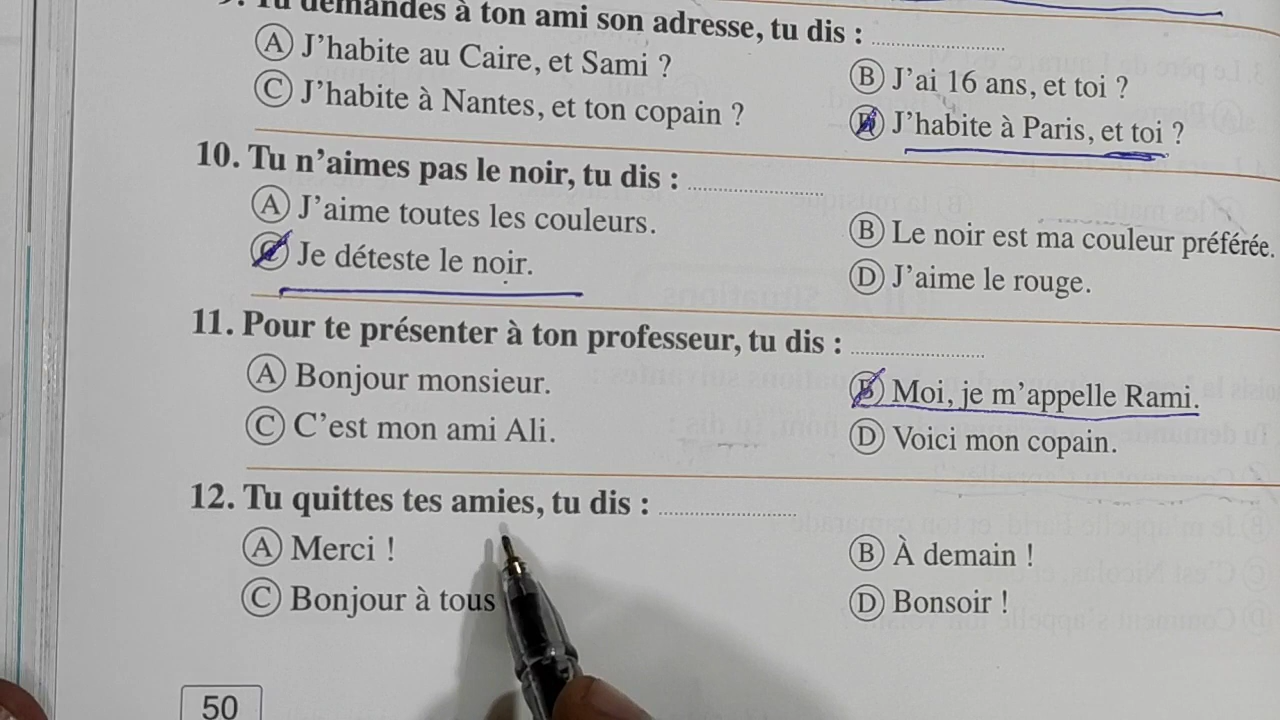 9. Tu demandes à ton ami son adresse, tu dis : ....................
A J'habite au Caire, et Sami ?
B J'ai 16 ans, et toi ?
C J'habite à Nantes, et ton copain ?
D J'habite à Paris, et toi ?
10. Tu n'aimes pas le noir, tu dis : ....................
A J'aime toutes les couleurs.
B Le noir est ma couleur préférée.
C Je déteste le noir.
D J'aime le rouge.
11. Pour te présenter à ton professeur, tu dis : ....................
A Bonjour monsieur.
B Moi, je m'appelle Rami.
C C'est mon ami Ali.
D Voici mon copain.
12. Tu quittes tes amies, tu dis : ....................
A Merci !
B À demain !
C Bonjour à tous
D Bonsoir !
50